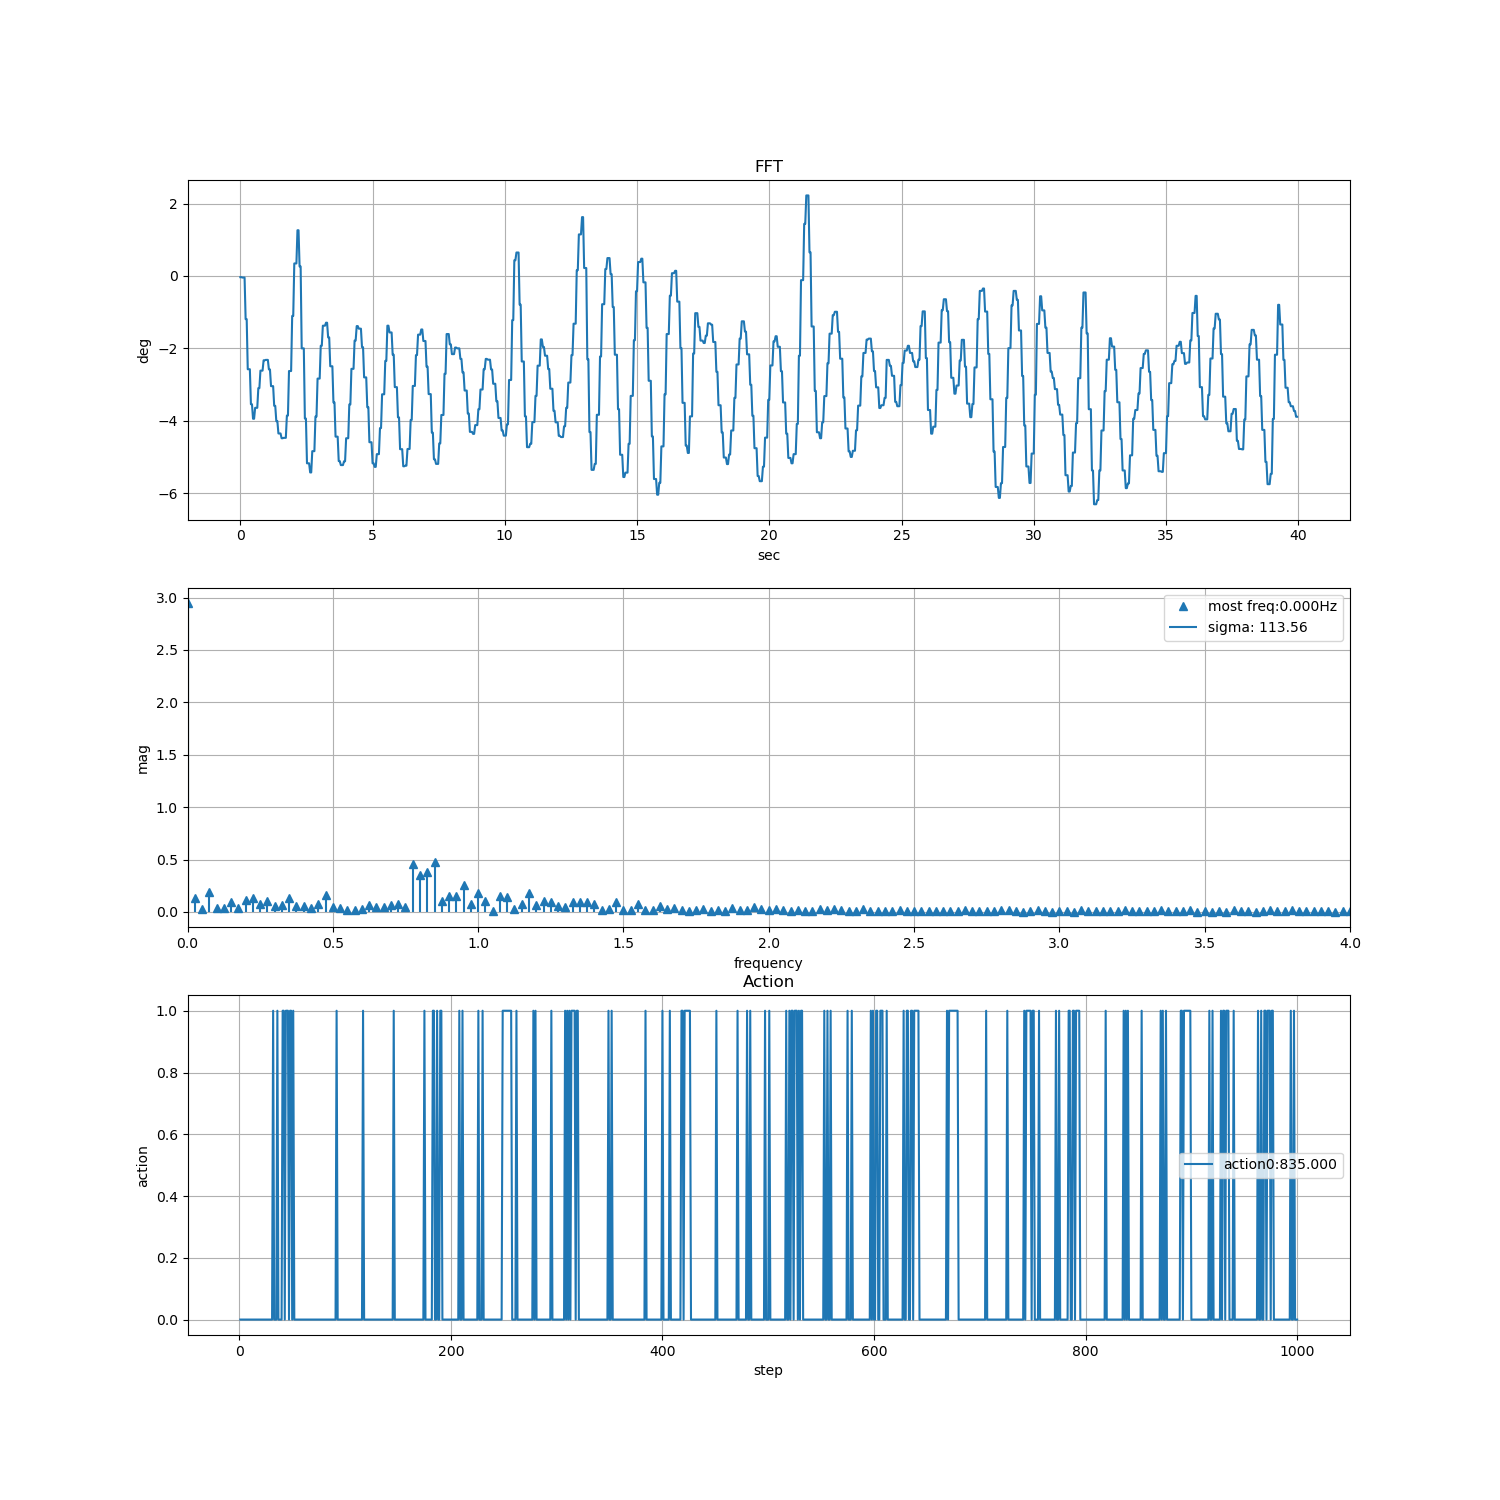 FFT
2
0
−2
−4
−6
deg
0 5 10 15 20 25 30 35 40
sec
3.0
2.5
2.0
1.5
1.0
0.5
0.0
mag
most freq:0.000Hz
sigma: 113.56
0.0 0.5 1.0 1.5 2.0 2.5 3.0 3.5 4.0
frequency
Action
1.0
0.8
0.6
0.4
0.2
0.0
action
action0:835.000
0 200 400 600 800 1000
step